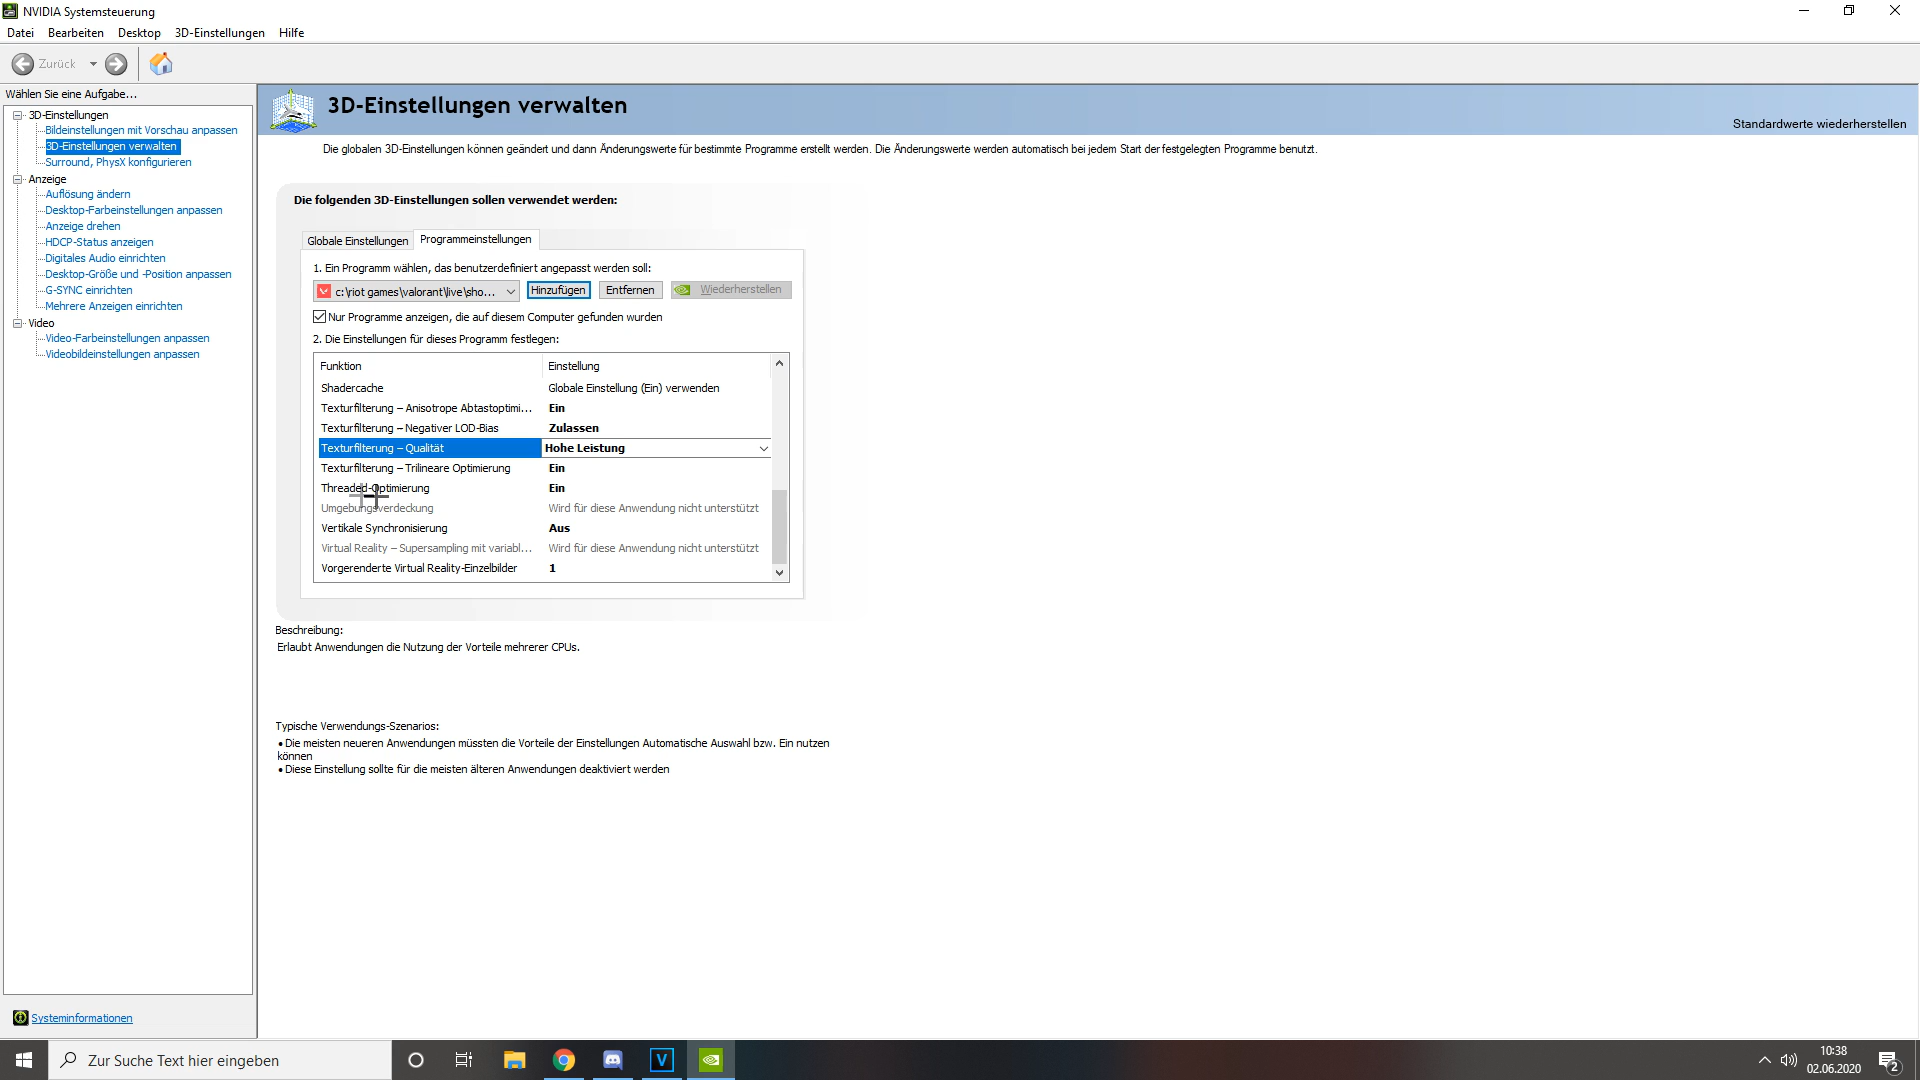 NVIDIA Systemsteuerung
Datei Bearbeiten Desktop 3D-Einstellungen Hilfe
Zurück
Wählen Sie eine Aufgabe...
3D-Einstellungen
Bildeinstellungen mit Vorschau anpassen
3D-Einstellungen verwalten
Surround, PhysX konfigurieren
Anzeige
Auflösung ändern
Desktop-Farbeinstellungen anpassen
Anzeige drehen
HDCP-Status anzeigen
Digitales Audio einrichten
Desktop-Größe und -Position anpassen
G-SYNC einrichten
Mehrere Anzeigen einrichten
Video
Video-Farbeinstellungen anpassen
Videobildeinstellungen anpassen
Systeminformationen
3D-Einstellungen verwalten
Standardwerte wiederherstellen
Die globalen 3D-Einstellungen können geändert und dann Änderungswerte für bestimmte Programme erstellt werden. Die Änderungswerte werden automatisch bei jedem Start der festgelegten Programme benutzt.
Die folgenden 3D-Einstellungen sollen verwendet werden:
Globale Einstellungen Programmeinstellungen
1. Ein Programm wählen, das benutzerdefiniert angepasst werden soll:
c:\riot games\valorant\live\sho... Hinzufügen Entfernen Wiederherstellen
Nur Programme anzeigen, die auf diesem Computer gefunden wurden
2. Die Einstellungen für dieses Programm festlegen:
Funktion Einstellung
Shadercache Globale Einstellung (Ein) verwenden
Texturfilterung – Anisotrope Abtastoptimi... Ein
Texturfilterung – Negativer LOD-Bias Zulassen
Texturfilterung – Qualität Hohe Leistung
Texturfilterung – Trilineare Optimierung Ein
Threaded-Optimierung Ein
Umgebungsverdeckung Wird für diese Anwendung nicht unterstützt
Vertikale Synchronisierung Aus
Virtual Reality – Supersampling mit variabl... Wird für diese Anwendung nicht unterstützt
Vorgerenderte Virtual Reality-Einzelbilder 1
Beschreibung:
Erlaubt Anwendungen die Nutzung der Vorteile mehrerer CPUs.
Typische Verwendungs-Szenarios:
• Die meisten neueren Anwendungen müssten die Vorteile der Einstellungen Automatische Auswahl bzw. Ein nutzen
können
• Diese Einstellung sollte für die meisten älteren Anwendungen deaktiviert werden
Zur Suche Text hier eingeben
V
10:38
02.06.2020
2